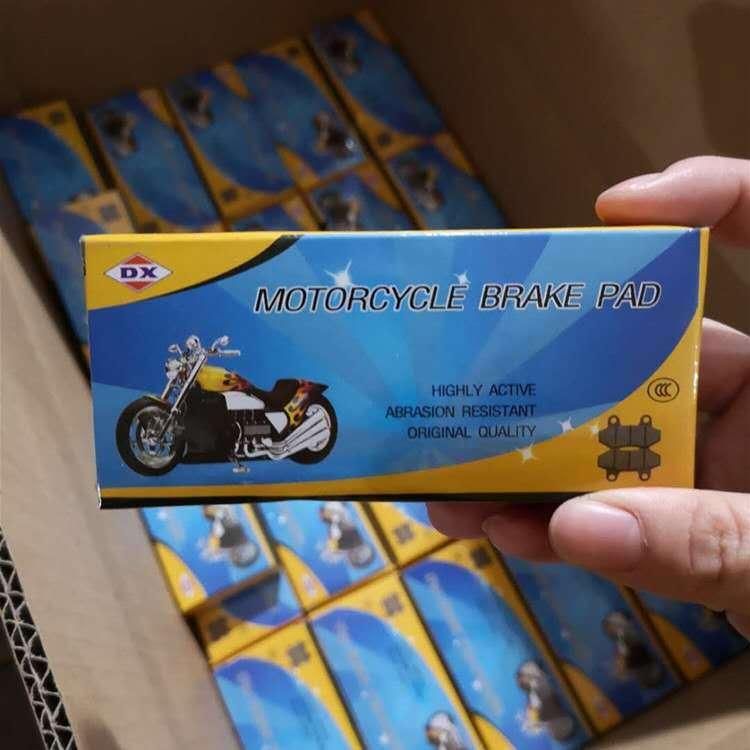 DX
MOTORCYCLE BRAKE PAD
HIGHLY ACTIVE
ABRASION RESISTANT
ORIGINAL QUALITY
CCC